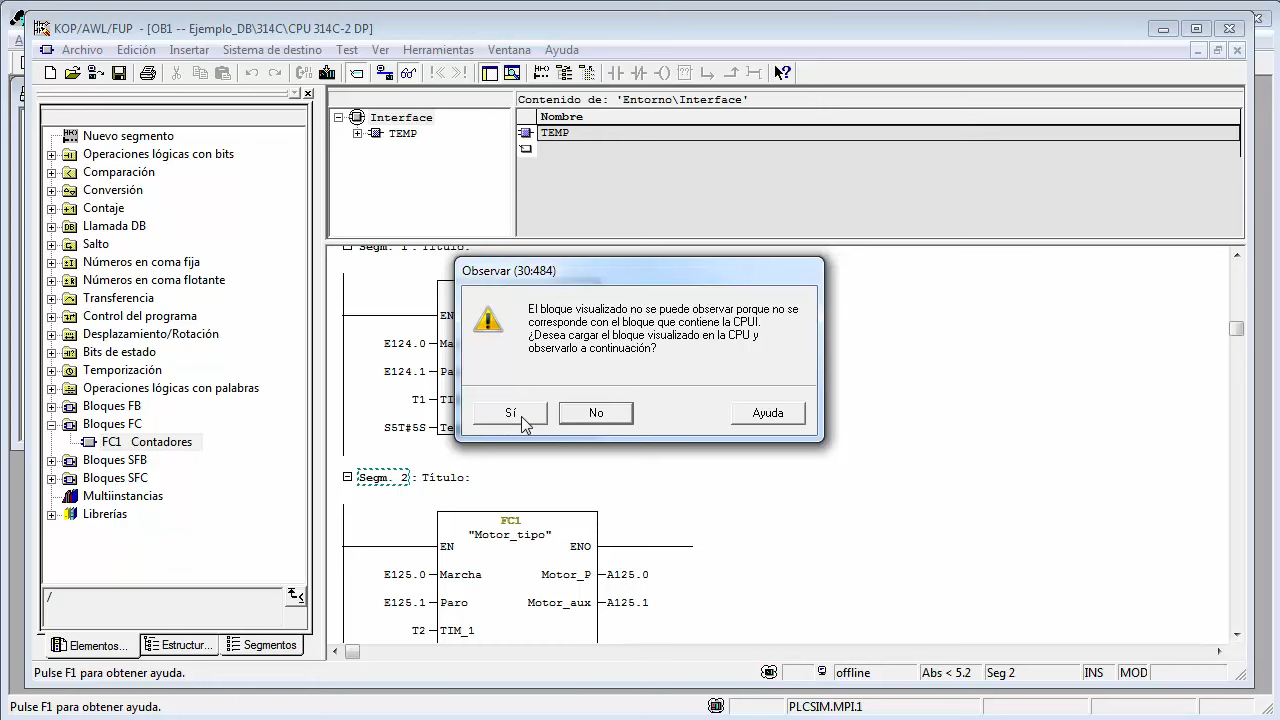 KOP/AWL/FUP - [OB1 -- Ejemplo_DB\314C\CPU 314C-2 DP]
Archivo Edición Insertar Sistema de destino Test Ver Herramientas Ventana Ayuda
Nuevo segmento
Operaciones lógicas con bits
Comparación
Conversión
Contaje
Llamada DB
Salto
Números en coma fija
Números en coma flotante
Transferencia
Control del programa
Desplazamiento/Rotación
Bits de estado
Temporización
Operaciones lógicas con palabras
Bloques FB
Bloques FC
FC1 Contadores
Bloques SFB
Bloques SFC
Multiinstancias
Librerías
/
Elementos... Estructur... Segmentos
Interface
TEMP
Contenido de: 'Entorno\Interface'
Nombre
TEMP
Segm. 1 : Título:
E124.0
E124.1
T1
S5T#5S
Observar (30:484)
El bloque visualizado no se puede observar porque no se
corresponde con el bloque que contiene la CPU!.
¿Desea cargar el bloque visualizado en la CPU y
observarlo a continuación?
Sí No Ayuda
Segm. 2 : Título:
FC1
"Motor_tipo"
EN ENO
E125.0 Marcha Motor_P A125.0
E125.1 Paro Motor_aux A125.1
T2 TIM_1
Pulse F1 para obtener ayuda. offline Abs < 5.2 Seg 2 INS MOD
Pulse F1 para obtener ayuda. PLCSIM.MPI.1